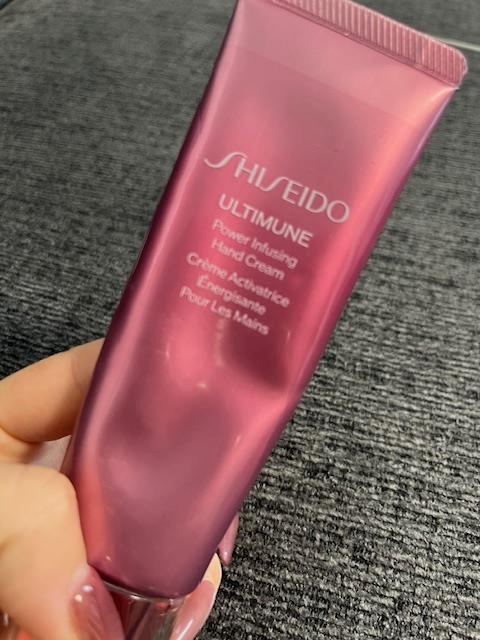 SHISEIDO
ULTIMUNE
Power Infusing
Hand Cream
Crème Activatrice
Énergisante
Pour Les Mains